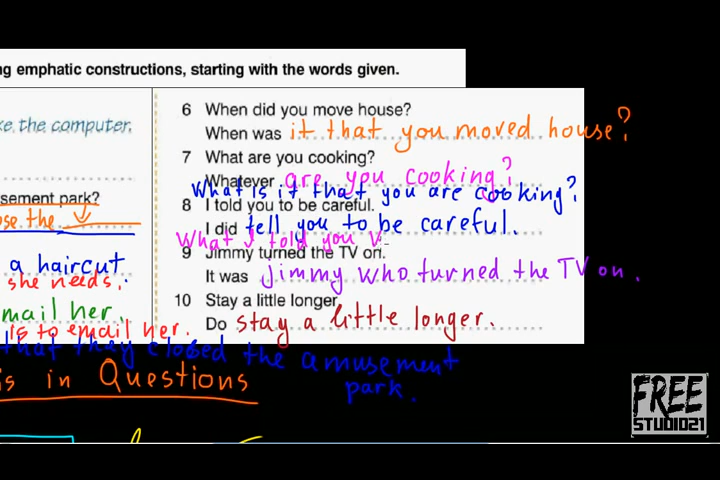 ng emphatic constructions, starting with the words given.
ke the computer,
sement park?
ose the
a haircut.
she needs.
mail her.
is to email her.
that they closed the amusement
park.
is in Questions
6 When did you move house?
When was it that you moved house?
7 What are you cooking?
Whatever are you cooking?
What is it that you are cooking?
8 I told you to be careful.
I did tell you to be careful.
What I told you
9 Jimmy turned the TV on.
It was jimmy who turned the TV on.
10 Stay a little longer.
Do stay a little longer.
FREE
STUDIO21